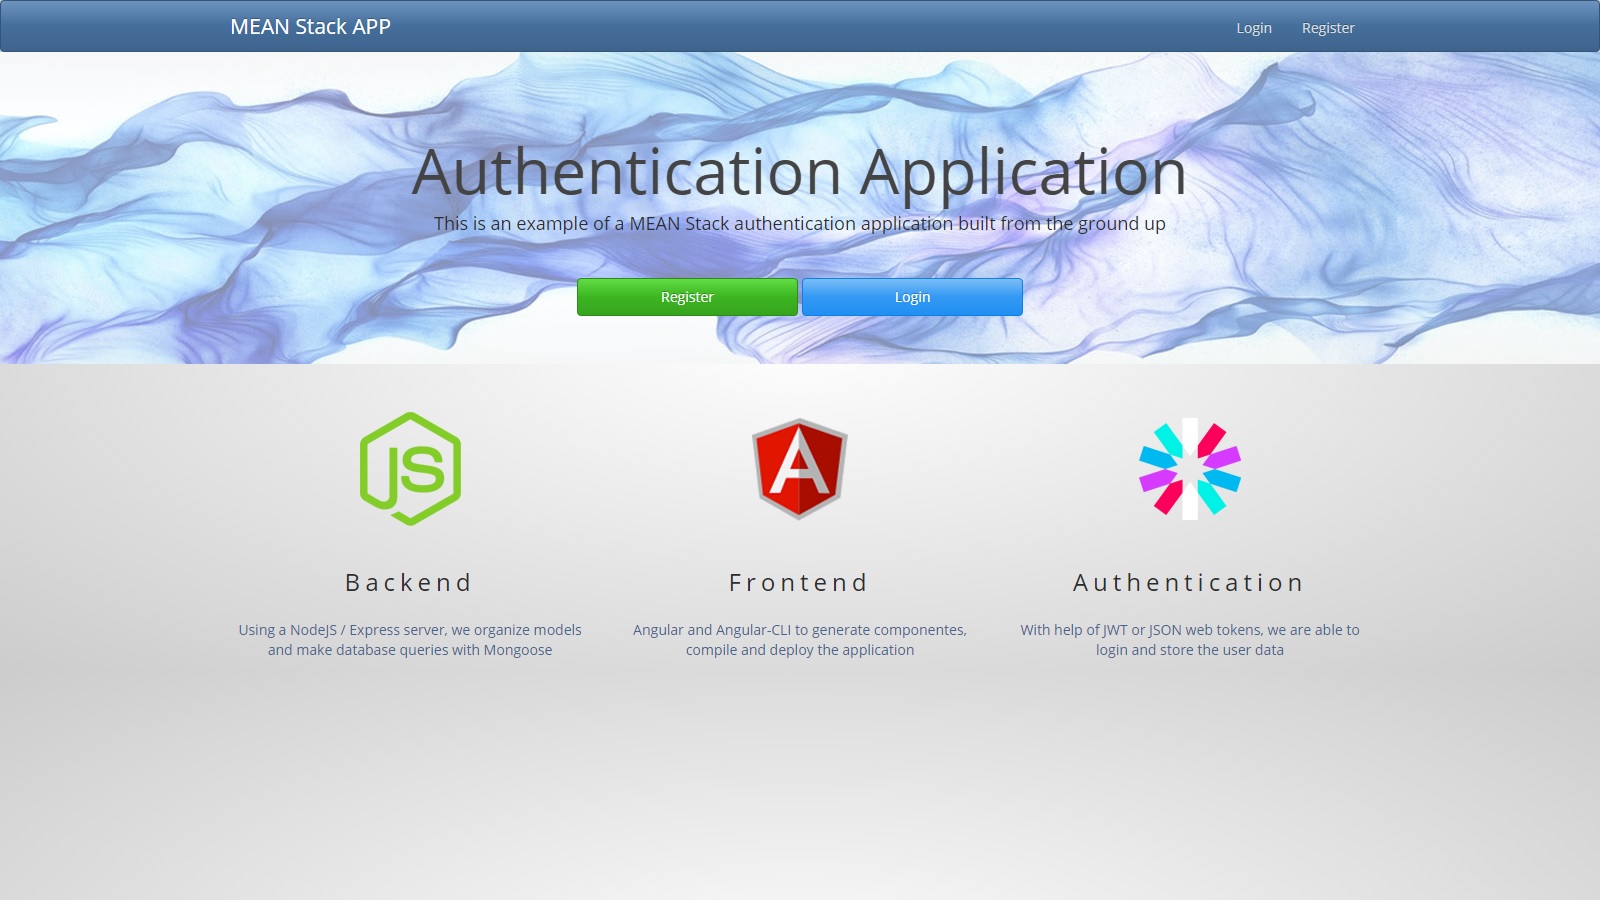 MEAN Stack APP
Login
Register
Authentication Application
This is an example of a MEAN Stack authentication application built from the ground up
Register
Login
JS
A
Backend
Using a NodeJS / Express server, we organize models
and make database queries with Mongoose
Frontend
Angular and Angular-CLI to generate componentes,
compile and deploy the application
Authentication
With help of JWT or JSON web tokens, we are able to
login and store the user data